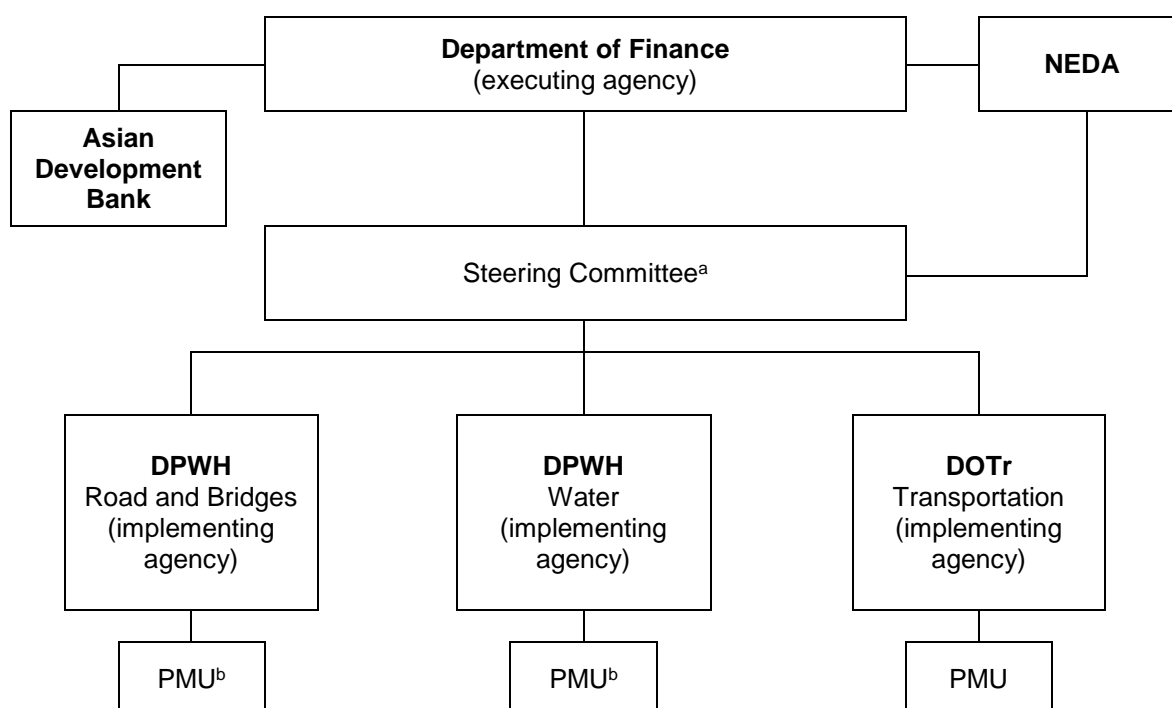 Department of Finance
(executing agency)
NEDA
Asian
Development
Bank
Steering Committeeᵃ
DPWH
Road and Bridges
(implementing
agency)
DPWH
Water
(implementing
agency)
DOTr
Transportation
(implementing
agency)
PMUᵇ
PMUᵇ
PMU